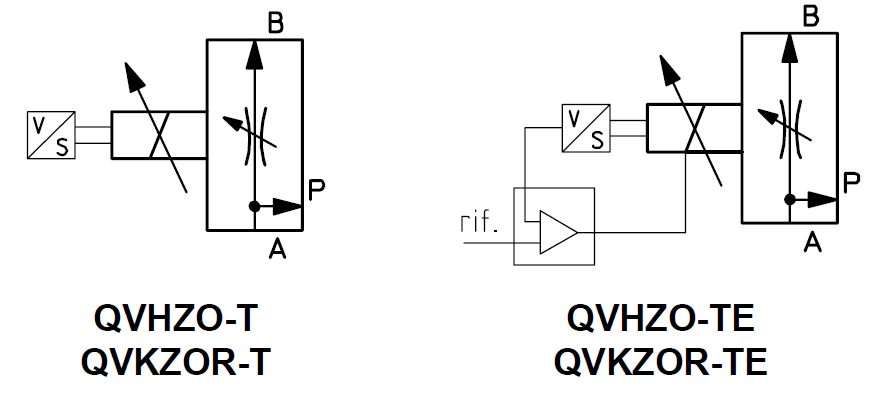 B
V
S
P
A
QVHZO-T
QVKZOR-T
B
V
S
P
rif.
A
QVHZO-TE
QVKZOR-TE